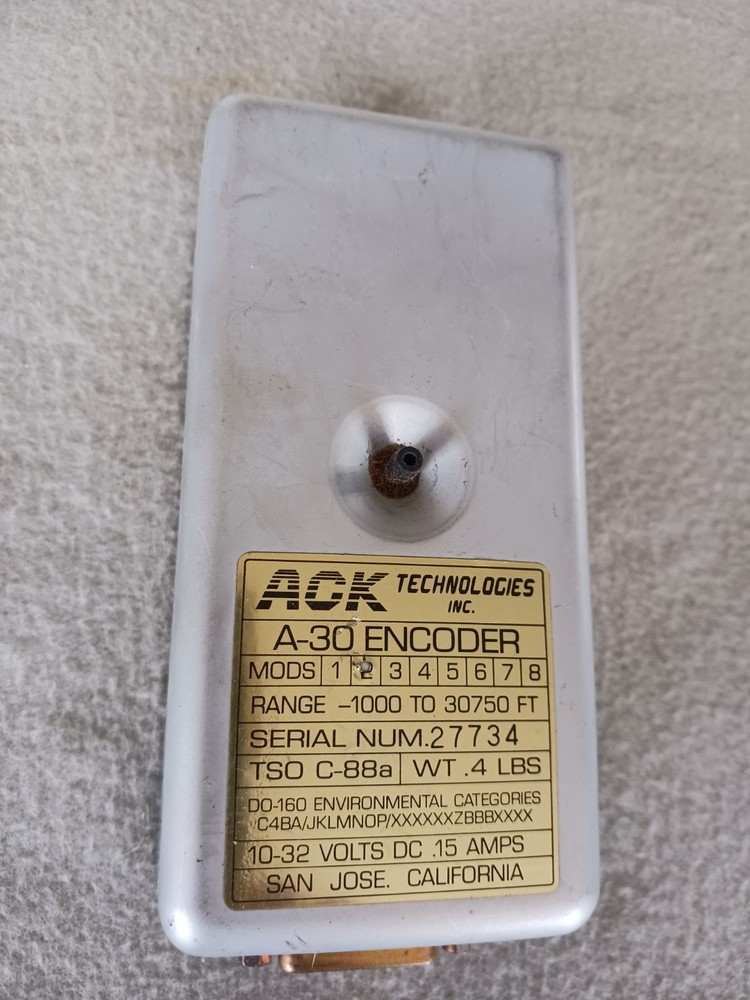 ACK TECHNOLOGIES INC.
A-30 ENCODER
MODS 1 2 3 4 5 6 7 8
RANGE -1000 TO 30750 FT
SERIAL NUM.27734
TSO C-88a WT .4 LBS
DO-160 ENVIRONMENTAL CATEGORIES
C4BA/JKLMNOP/XXXXXXZBBBXXXX
10-32 VOLTS DC .15 AMPS
SAN JOSE. CALIFORNIA